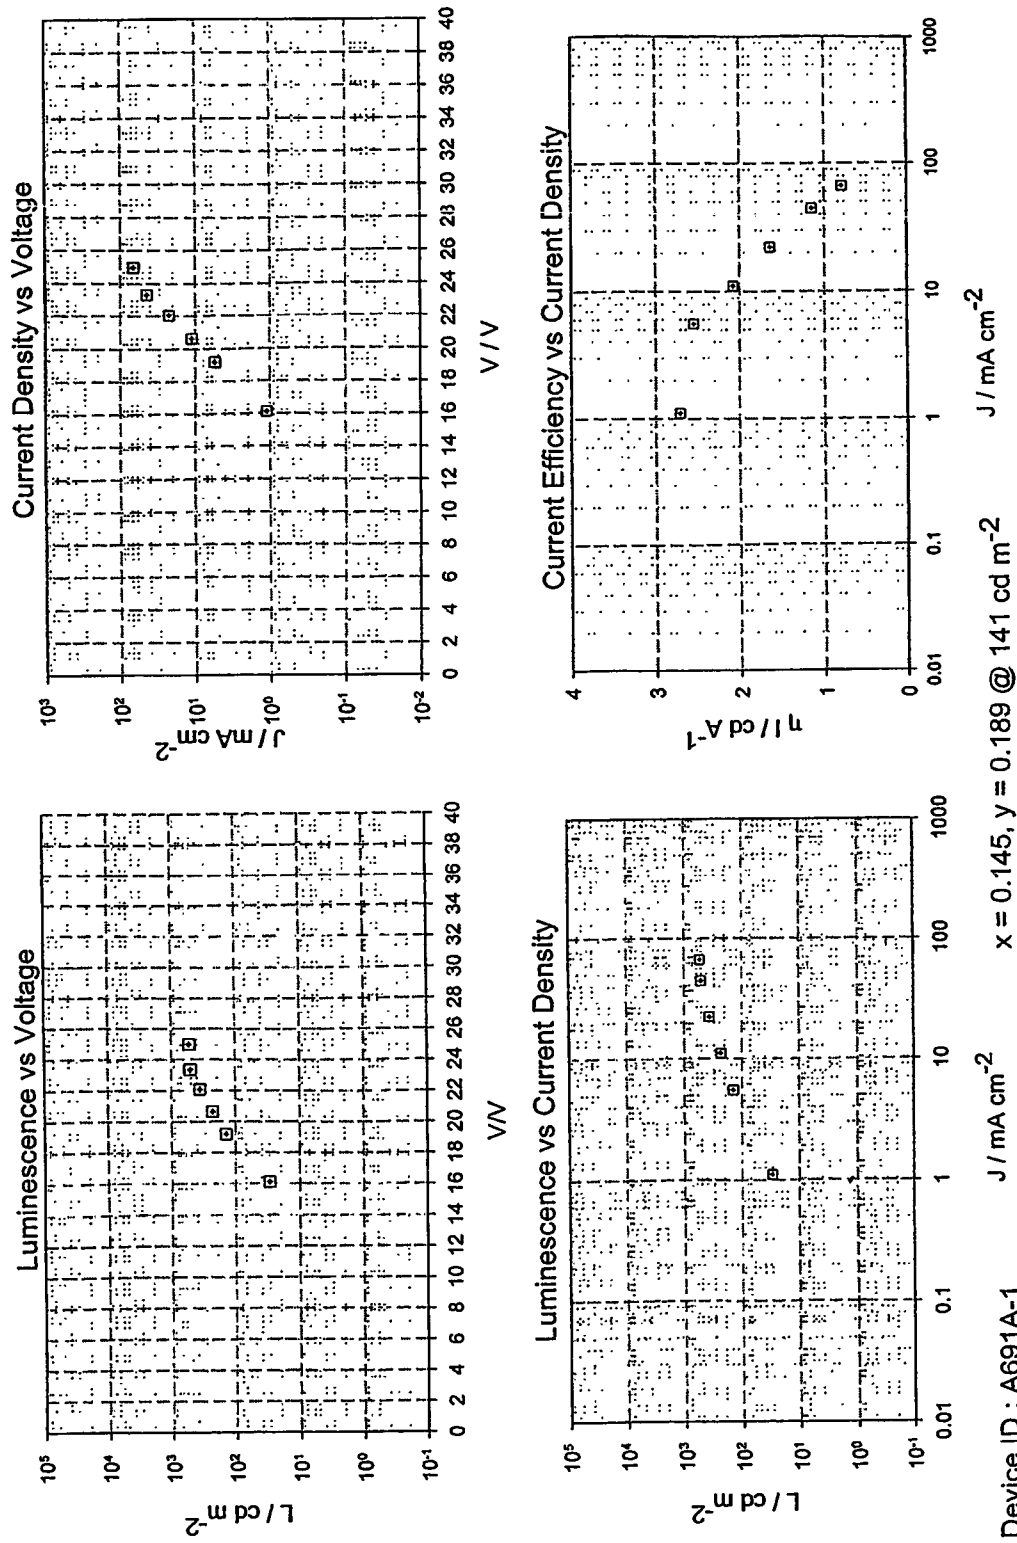 Luminescence vs Voltage
L / cd m⁻²
10⁵
10⁴
10³
10²
10¹
10⁰
10⁻¹
0 2 4 6 8 10 12 14 16 18 20 22 24 26 28 30 32 34 36 38 40
V/V
Current Density vs Voltage
J / mA cm⁻²
10³
10²
10¹
10⁰
10⁻¹
10⁻²
0 2 4 6 8 10 12 14 16 18 20 22 24 26 28 30 32 34 36 38 40
V / V
Luminescence vs Current Density
L / cd m⁻²
10⁵
10⁴
10³
10²
10¹
10⁰
10⁻¹
0.01 0.1 1 10 100 1000
J / mA cm⁻²
Current Efficiency vs Current Density
η I / cd A⁻¹
4
3
2
1
0
0.01 0.1 1 10 100 1000
J / mA cm⁻²
Device ID : A691A-1
x = 0.145, y = 0.189 @ 141 cd m⁻²